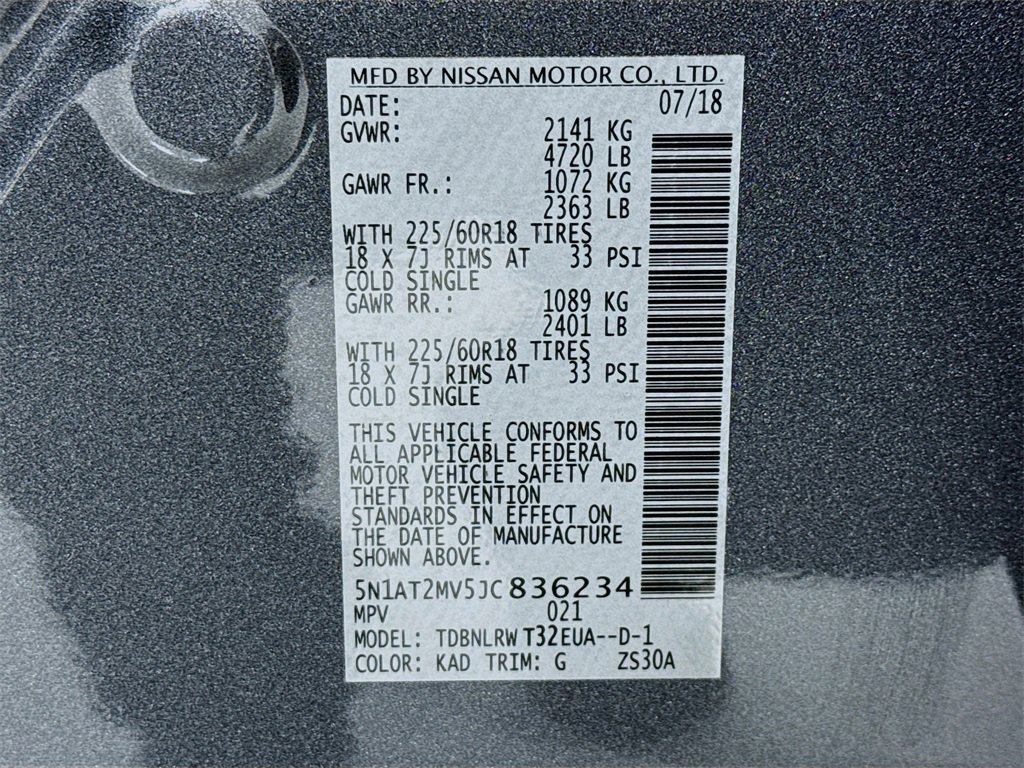 MFD BY NISSAN MOTOR CO., LTD.
DATE: 07/18
GVWR: 2141 KG
4720 LB
GAWR FR.: 1072 KG
2363 LB
WITH 225/60R18 TIRES
18 X 7J RIMS AT 33 PSI
COLD SINGLE
GAWR RR.: 1089 KG
2401 LB
WITH 225/60R18 TIRES
18 X 7J RIMS AT 33 PSI
COLD SINGLE
THIS VEHICLE CONFORMS TO
ALL APPLICABLE FEDERAL
MOTOR VEHICLE SAFETY AND
THEFT PREVENTION
STANDARDS IN EFFECT ON
THE DATE OF MANUFACTURE
SHOWN ABOVE.
5N1AT2MV5JC836234
MPV 021
MODEL: TDBNLRW T32EUA--D-1
COLOR: KAD TRIM: G ZS30A